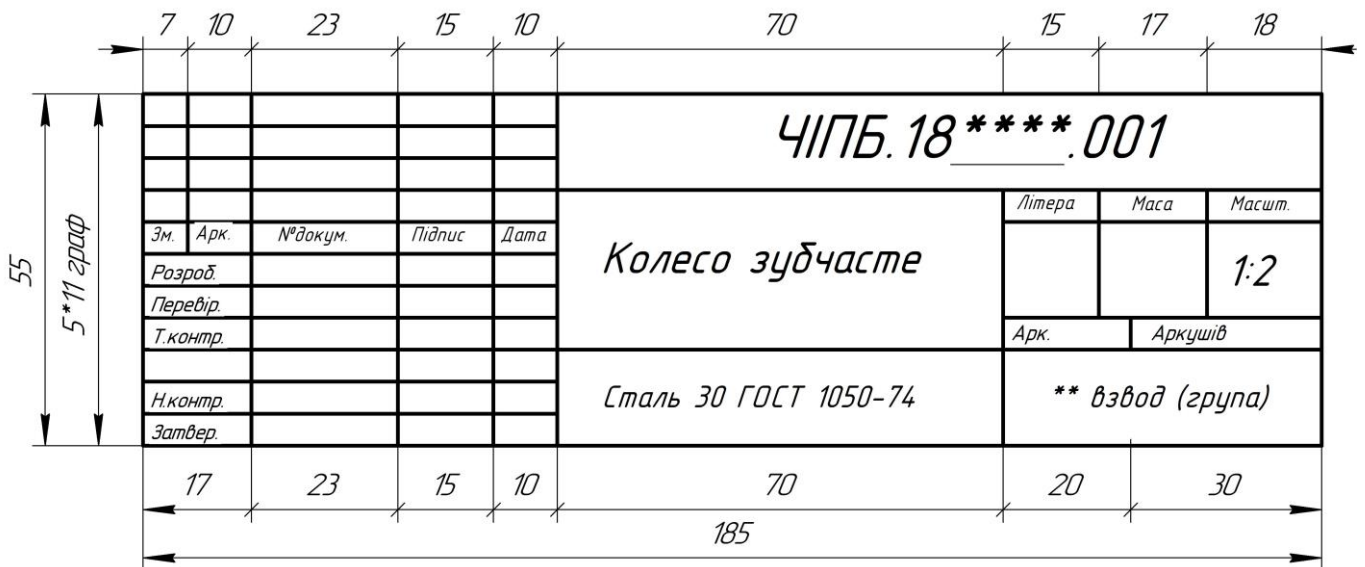 7 10 23 15 10 70 15 17 18
ЧІПБ.18****.001
Літера Маса Масшт.
Зм. Арк. №докум. Підпис Дата
Колесо зубчасте
1:2
Розроб.
Перевір.
Т.контр.
Арк. Аркушів
Сталь 30 ГОСТ 1050-74
** взвод (група)
Н.контр.
Затвер.
55
5*11 граф
17 23 15 10 70 20 30
185